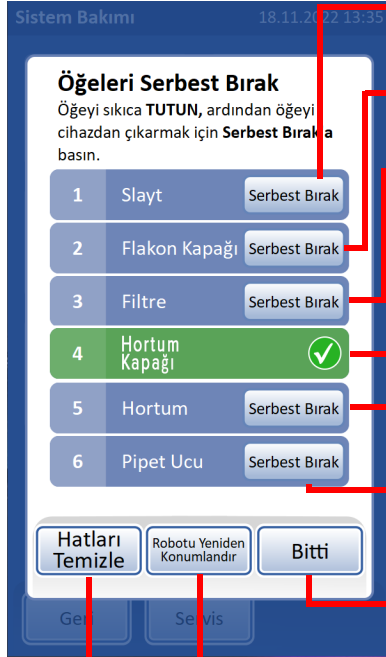 Sistem Bakımı 18.11.2022 13:35
Öğeleri Serbest Bırak
Öğeyi sıkıca TUTUN, ardından öğeyi
cihazdan çıkarmak için Serbest Bırak'a
basın.
1 Slayt Serbest Bırak
2 Flakon Kapağı Serbest Bırak
3 Filtre Serbest Bırak
4 Hortum
Kapağı
5 Hortum Serbest Bırak
6 Pipet Ucu Serbest Bırak
Hatları
Temizle
Robotu Yeniden
Konumlandır
Bitti
Geri Servis